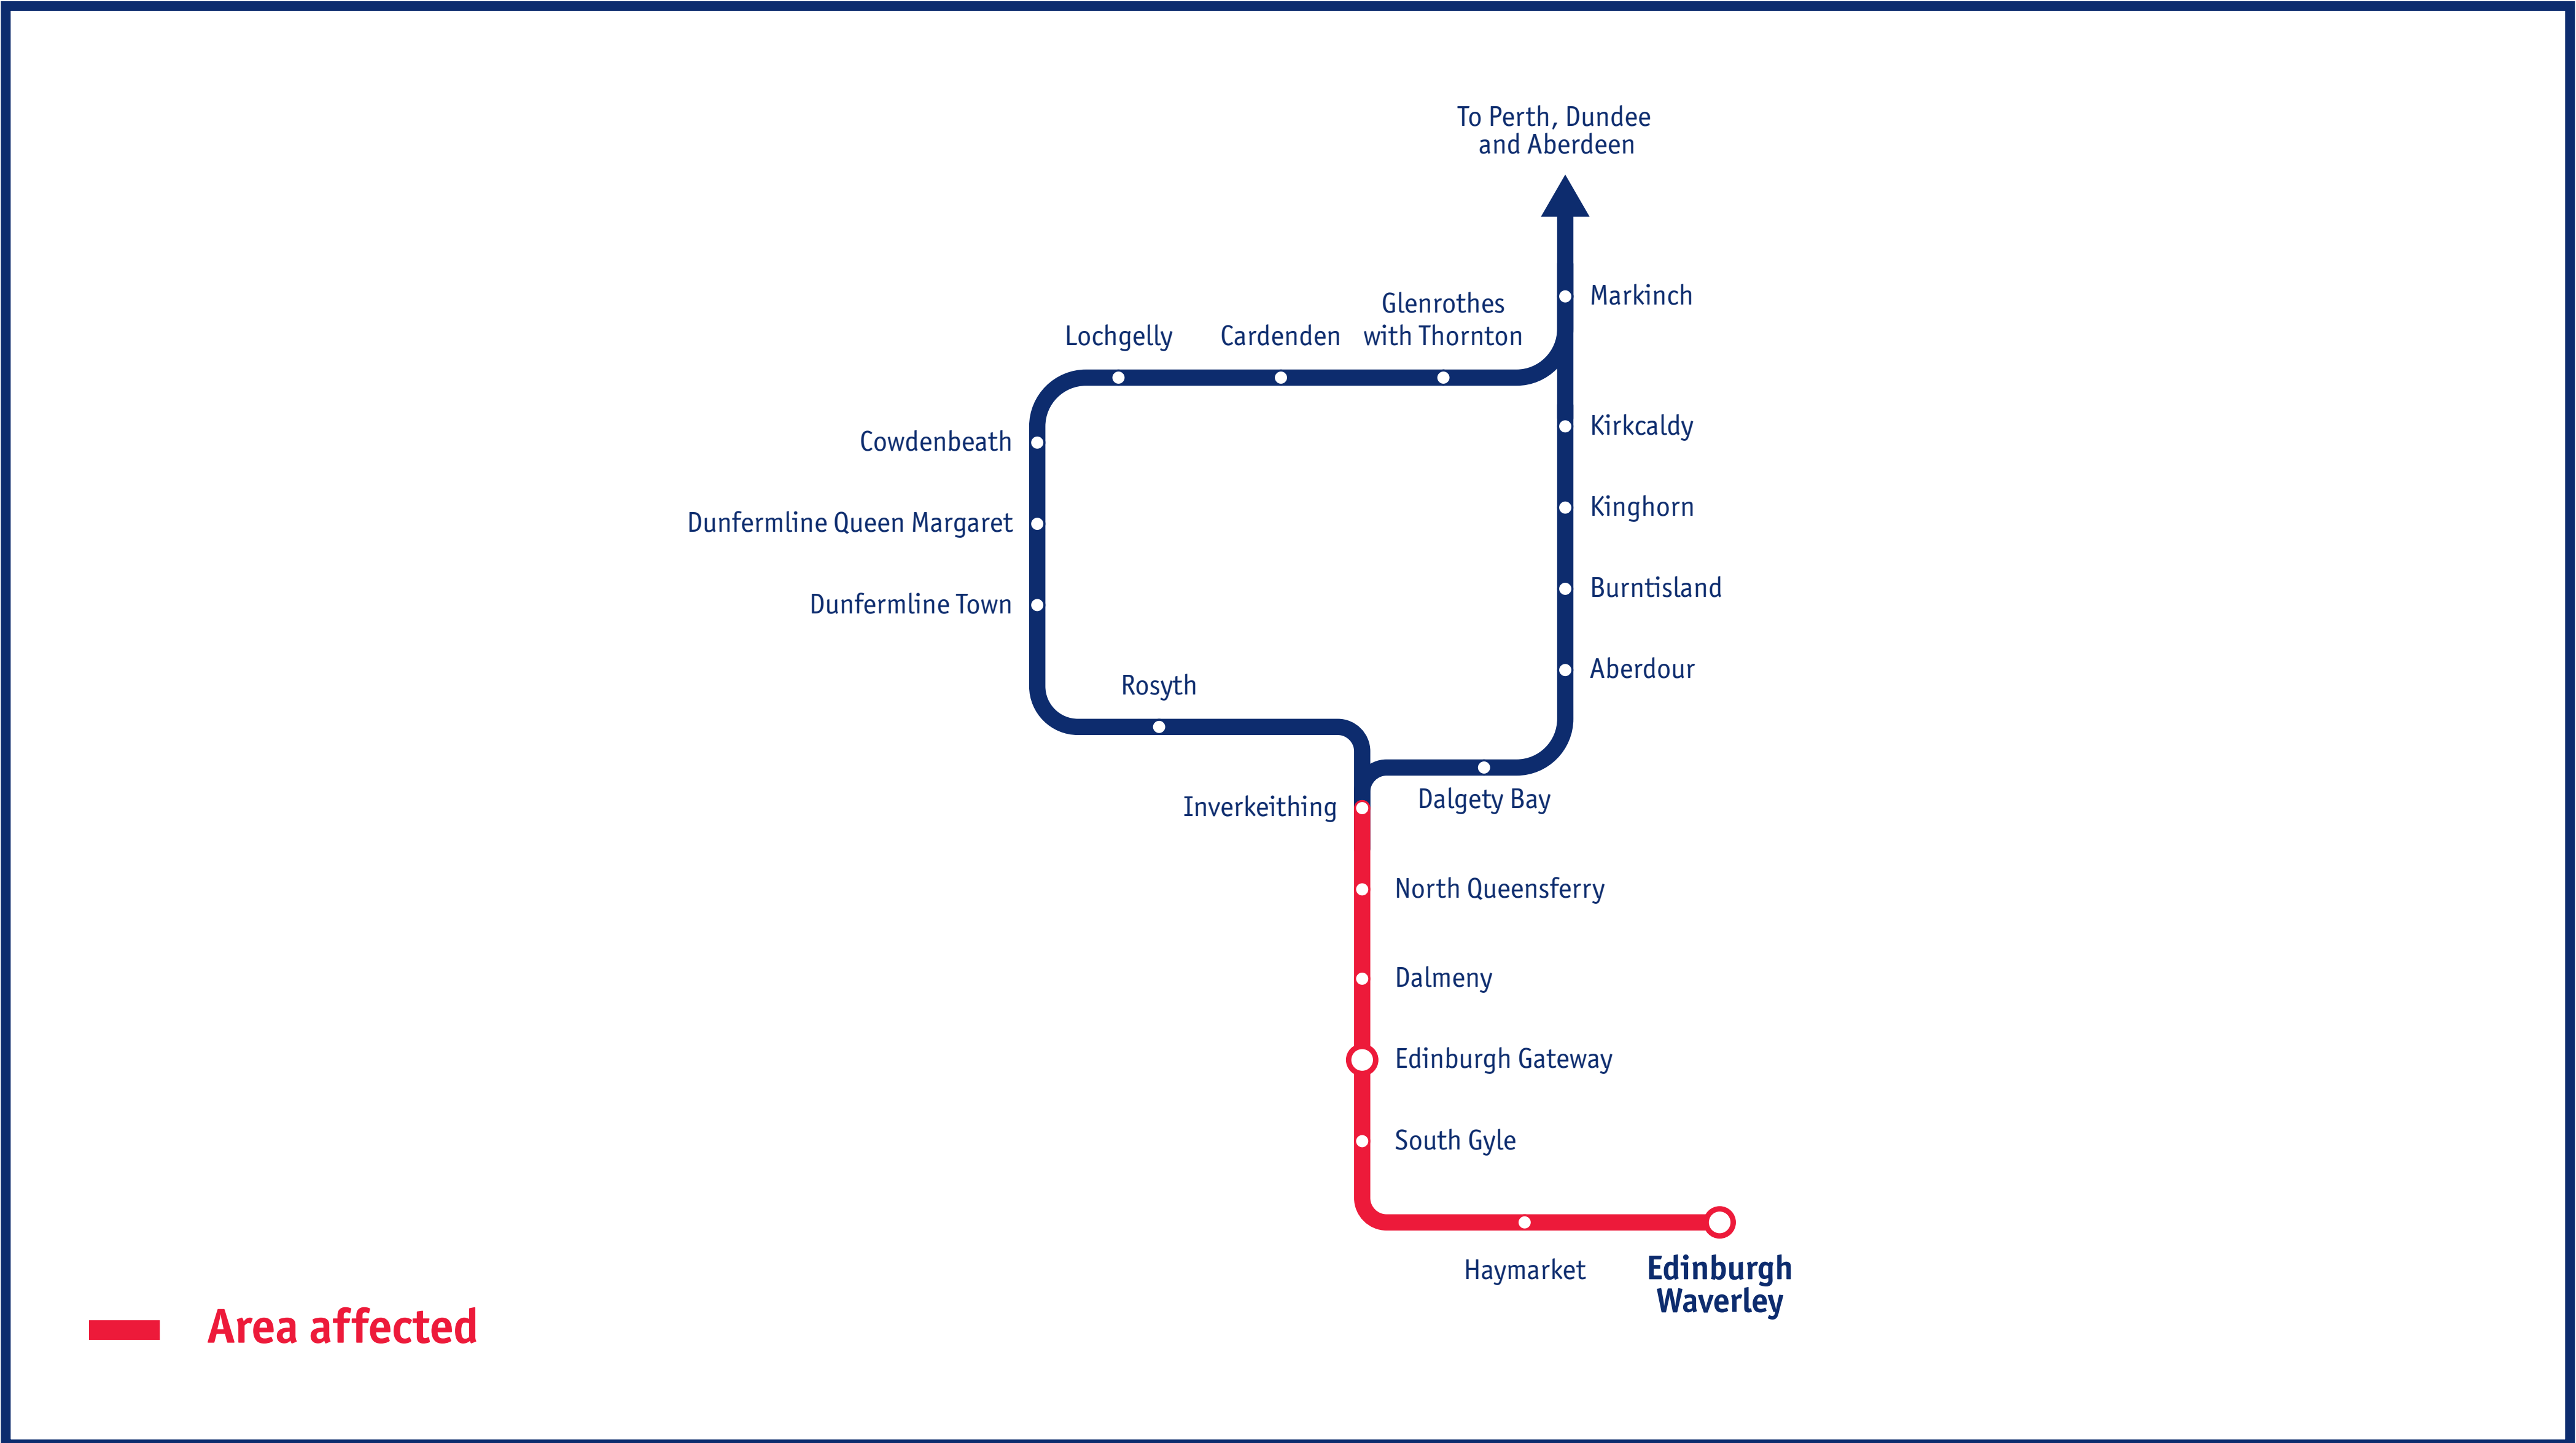 To Perth, Dundee
and Aberdeen
Markinch
Glenrothes
with Thornton
Cardenden
Lochgelly
Kirkcaldy
Cowdenbeath
Kinghorn
Dunfermline Queen Margaret
Burntisland
Dunfermline Town
Aberdour
Rosyth
Dalgety Bay
Inverkeithing
North Queensferry
Dalmeny
Edinburgh Gateway
South Gyle
Haymarket
Edinburgh
Waverley
Area affected